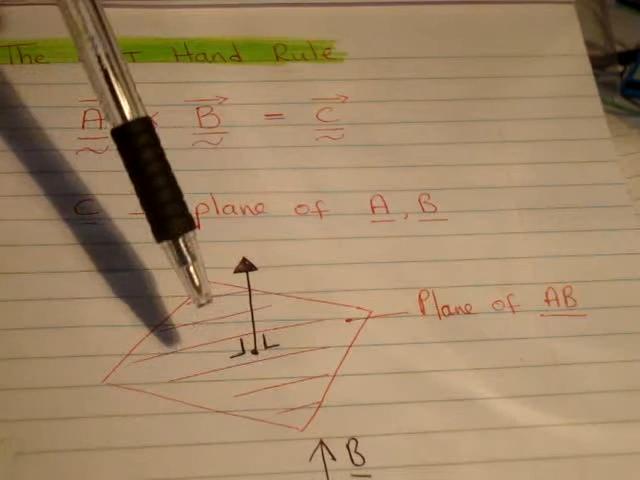 The Hand Rule
A × B = C
C plane of A, B
Plane of AB
B